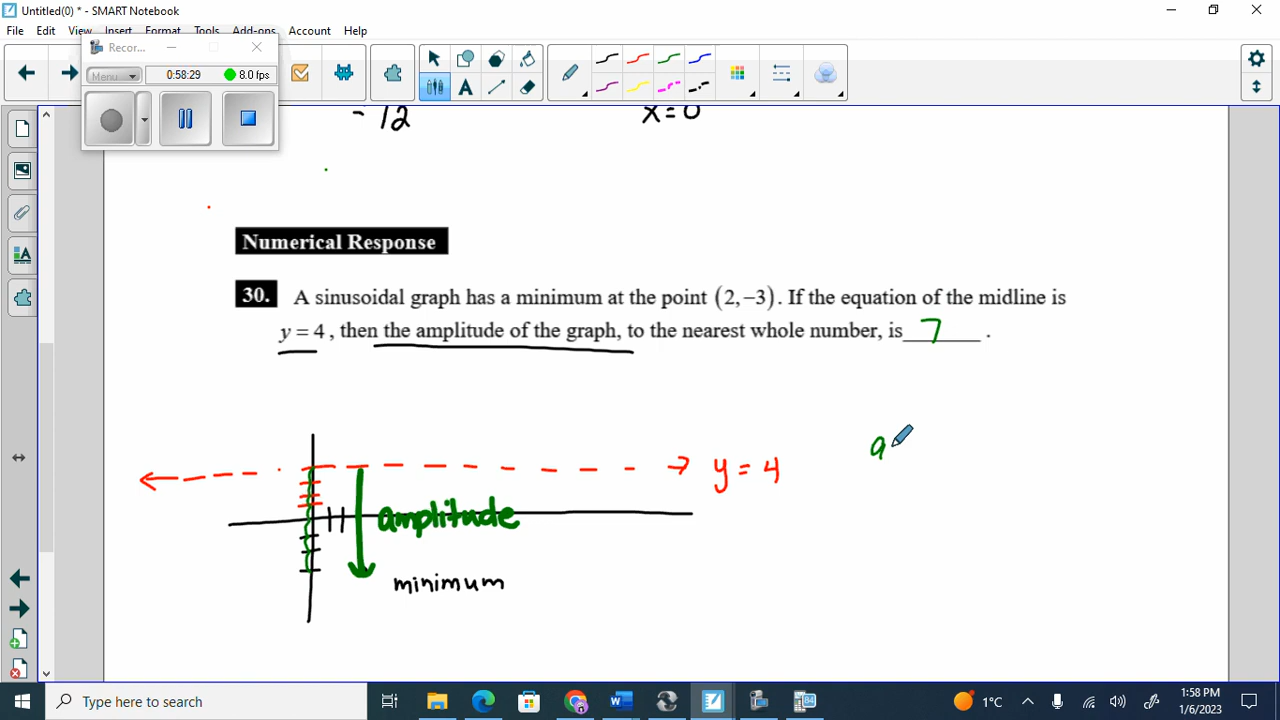 Untitled(0) * - SMART Notebook
File Edit View Insert Format Tools Add-ons Account Help
Recor...
Menu 0:58:29 8.0 fps
- 12 x = 0
Numerical Response
30. A sinusoidal graph has a minimum at the point (2,−3). If the equation of the midline is
y = 4 , then the amplitude of the graph, to the nearest whole number, is 7 .
a
y = 4
amplitude
minimum
Type here to search
84
1°C
1:58 PM
1/6/2023